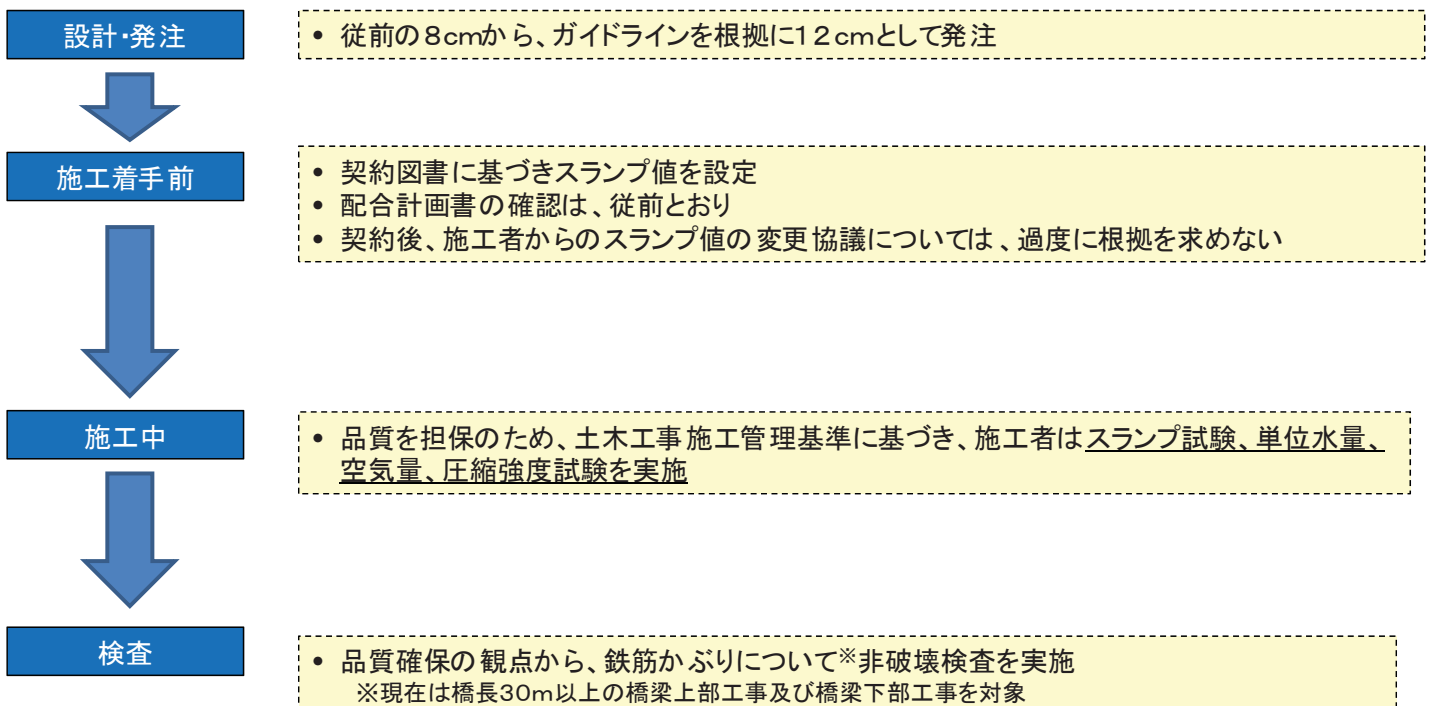 設計・発注
• 従前の8cmから、ガイドラインを根拠に12cmとして発注
施工着手前
• 契約図書に基づきスランプ値を設定
• 配合計画書の確認は、従前とおり
• 契約後、施工者からのスランプ値の変更協議については、過度に根拠を求めない
施工中
• 品質を担保のため、土木工事施工管理基準に基づき、施工者はスランプ試験、単位水量、
空気量、圧縮強度試験を実施
検査
• 品質確保の観点から、鉄筋かぶりについて※非破壊検査を実施
※現在は橋長30m以上の橋梁上部工事及び橋梁下部工事を対象